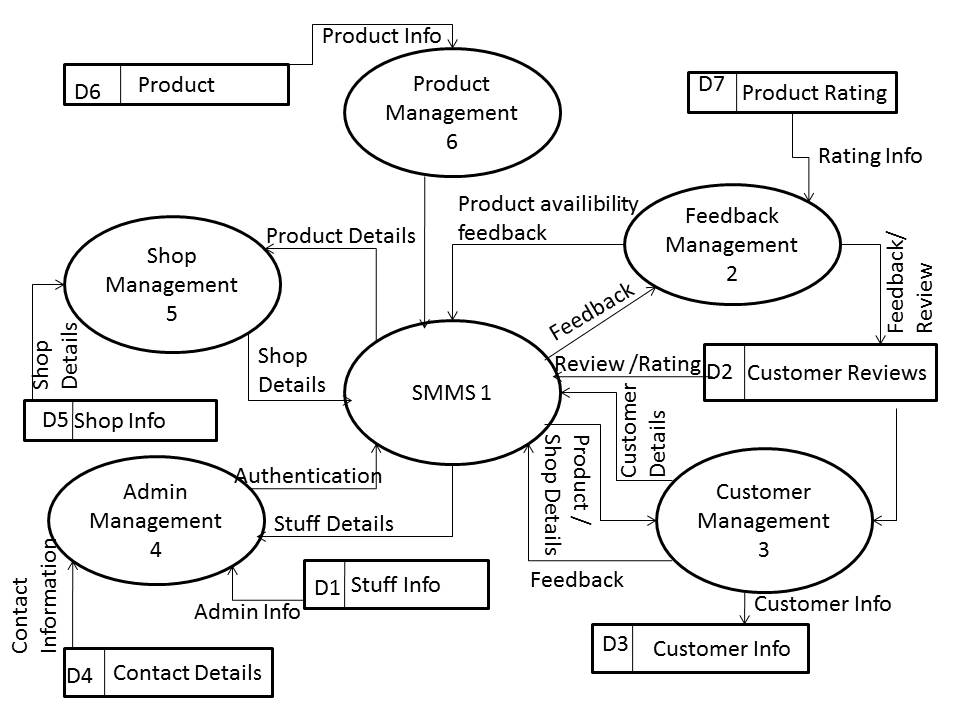 Product Info
D6
Product
Product
Management
6
D7
Product Rating
Rating Info
Product availibility
feedback
Feedback
Management
2
Feedback/
Review
Shop
Management
5
Product Details
Shop
Details
Shop
Details
D5
Shop Info
Feedback
SMMS 1
Review /Rating
D2
Customer Reviews
Customer
Details
Product /
Shop Details
Customer
Management
3
Feedback
Admin
Management
4
Authentication
Stuff Details
D1
Stuff Info
Admin Info
Contact
Information
D4
Contact Details
Customer Info
D3
Customer Info